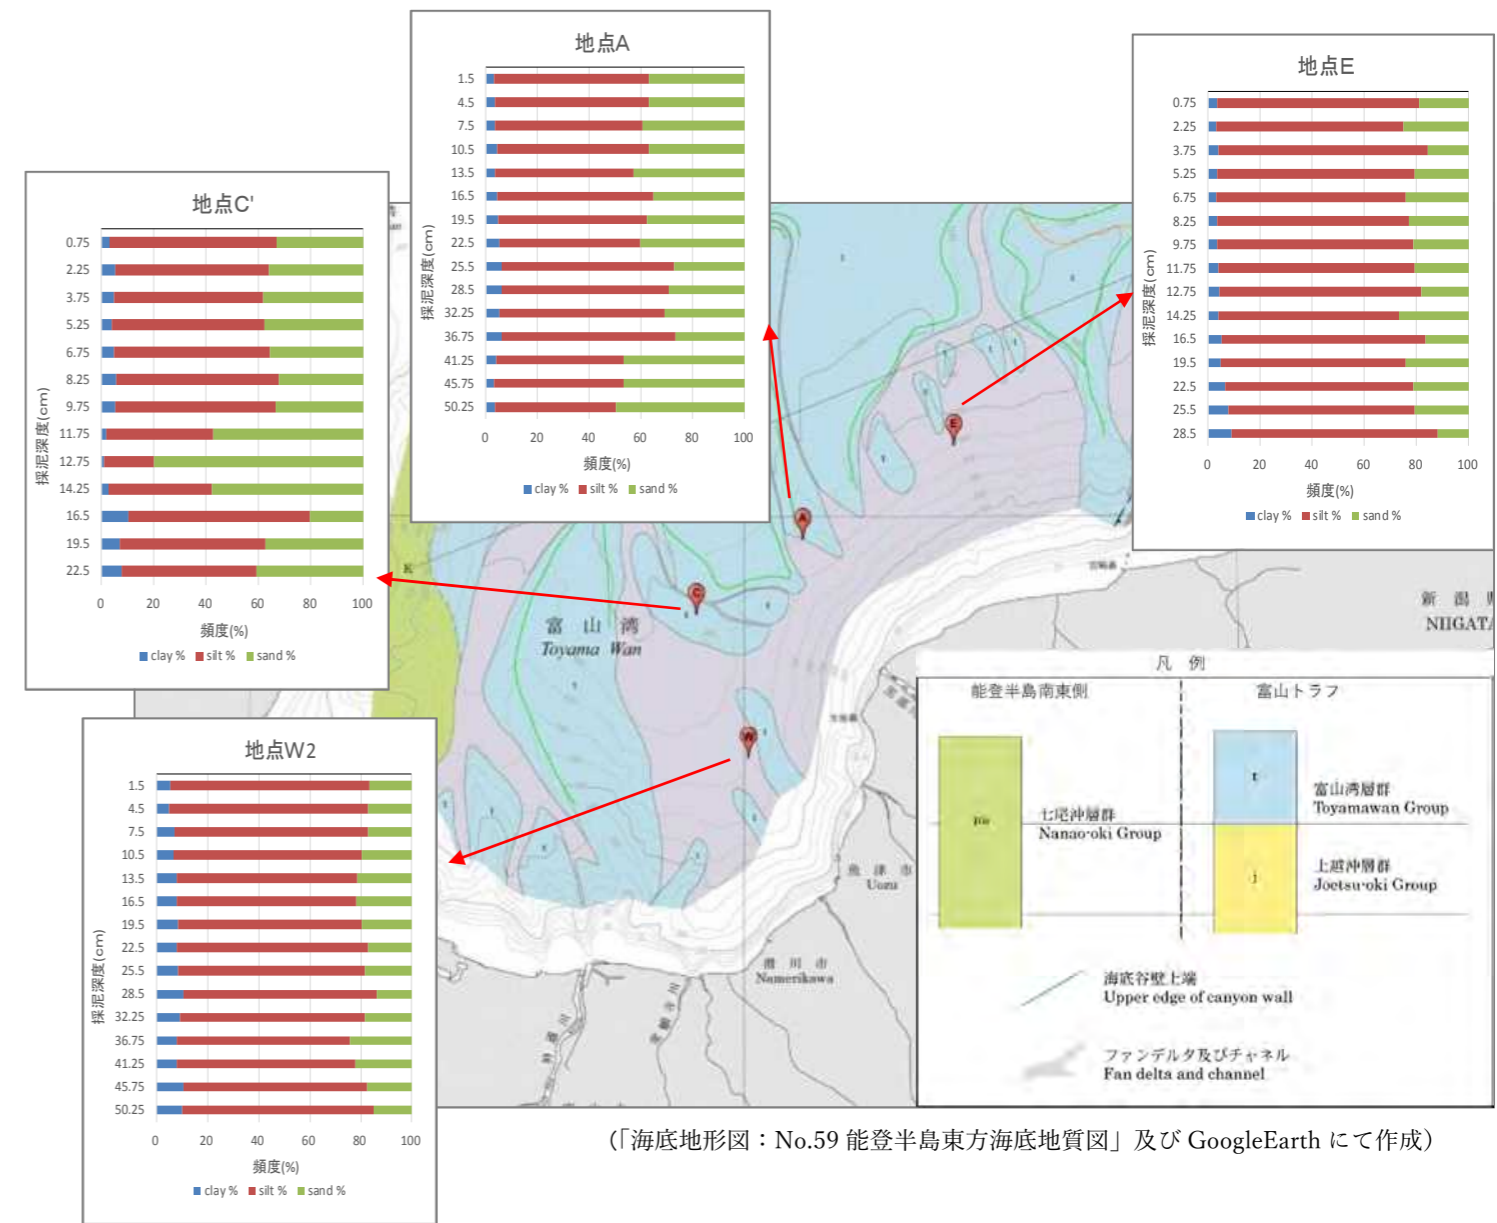 地点A
1.5
4.5
7.5
10.5
13.5
16.5
19.5
22.5
25.5
28.5
32.25
36.75
41.25
45.75
50.25
採泥深度(cm)
0 20 40 60 80 100
頻度(%)
clay % silt % sand %
地点E
0.75
2.25
3.75
5.25
6.75
8.25
9.75
11.75
12.75
14.25
16.5
19.5
22.5
25.5
28.5
採泥深度(cm)
0 20 40 60 80 100
頻度(%)
clay % silt % sand %
地点C'
0.75
2.25
3.75
5.25
6.75
8.25
9.75
11.75
12.75
14.25
16.5
19.5
22.5
採泥深度(cm)
0 20 40 60 80 100
頻度(%)
clay % silt % sand %
地点W2
1.5
4.5
7.5
10.5
13.5
16.5
19.5
22.5
25.5
28.5
32.25
36.75
41.25
45.75
50.25
採泥深度(cm)
0 20 40 60 80 100
頻度(%)
clay % silt % sand %
E
A
C
W
富山湾
Toyama Wan
新潟
NIIGATA
魚津市
Uozu
滑川市
Namerikawa
神通川
常願寺川
凡例
能登半島南東側
富山トラフ
七尾沖層群
Nanao-oki Group
t
富山湾層群
Toyamawan Group
j
上越沖層群
Joetsu-oki Group
海底谷壁上端
Upper edge of canyon wall
ファンデルタ及びチャネル
Fan delta and channel
(「海底地形図:No.59 能登半島東方海底地質図」及び GoogleEarth にて作成)